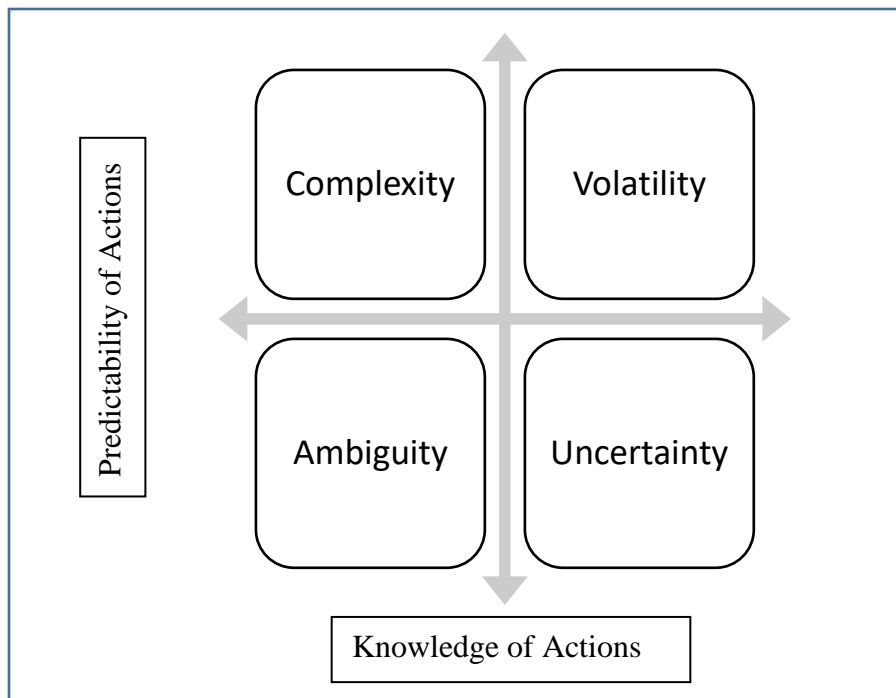 Complexity
Volatility
Predictability of Actions
Ambiguity
Uncertainty
Knowledge of Actions